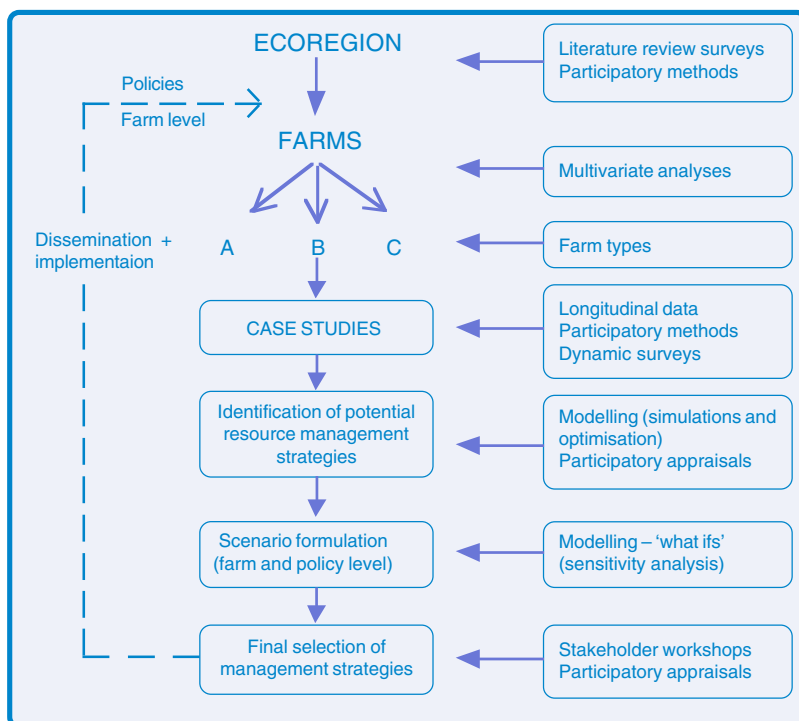 ECOREGION
Literature review surveys
Participatory methods
Policies
Farm level
FARMS
Multivariate analyses
Dissemination +
implementaion
A B C
Farm types
CASE STUDIES
Longitudinal data
Participatory methods
Dynamic surveys
Identification of potential
resource management
strategies
Modelling (simulations and
optimisation)
Participatory appraisals
Scenario formulation
(farm and policy level)
Modelling – ‘what ifs’
(sensitivity analysis)
Final selection of
management strategies
Stakeholder workshops
Participatory appraisals